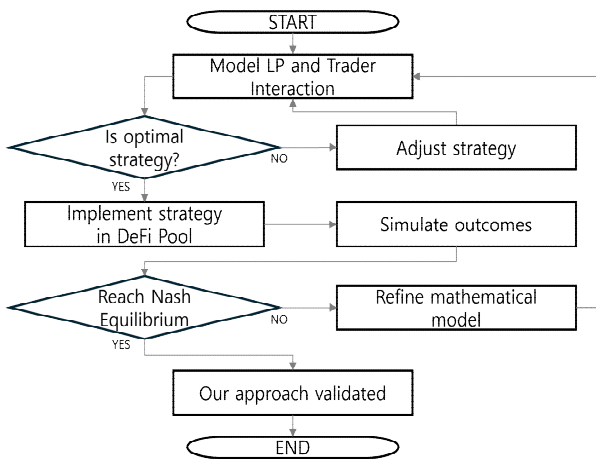 START
Model LP and Trader
Interaction
Is optimal
strategy?
NO
Adjust strategy
YES
Implement strategy
in DeFi Pool
Simulate outcomes
Reach Nash
Equilibrium
NO
Refine mathematical
model
YES
Our approach validated
END